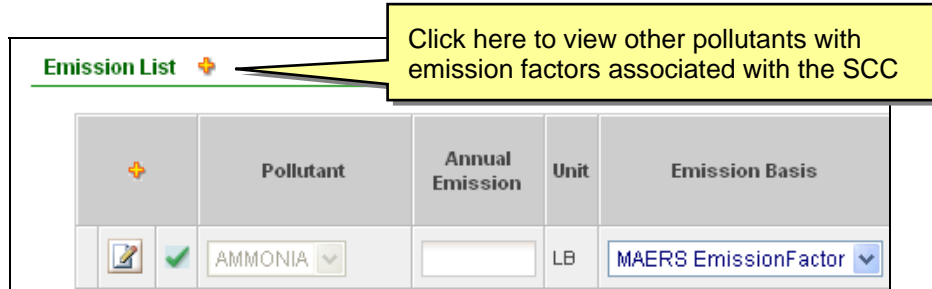 Click here to view other pollutants with
emission factors associated with the SCC
Emission List
Pollutant
Annual
Emission
Unit
Emission Basis
AMMONIA
LB
MAERS EmissionFactor